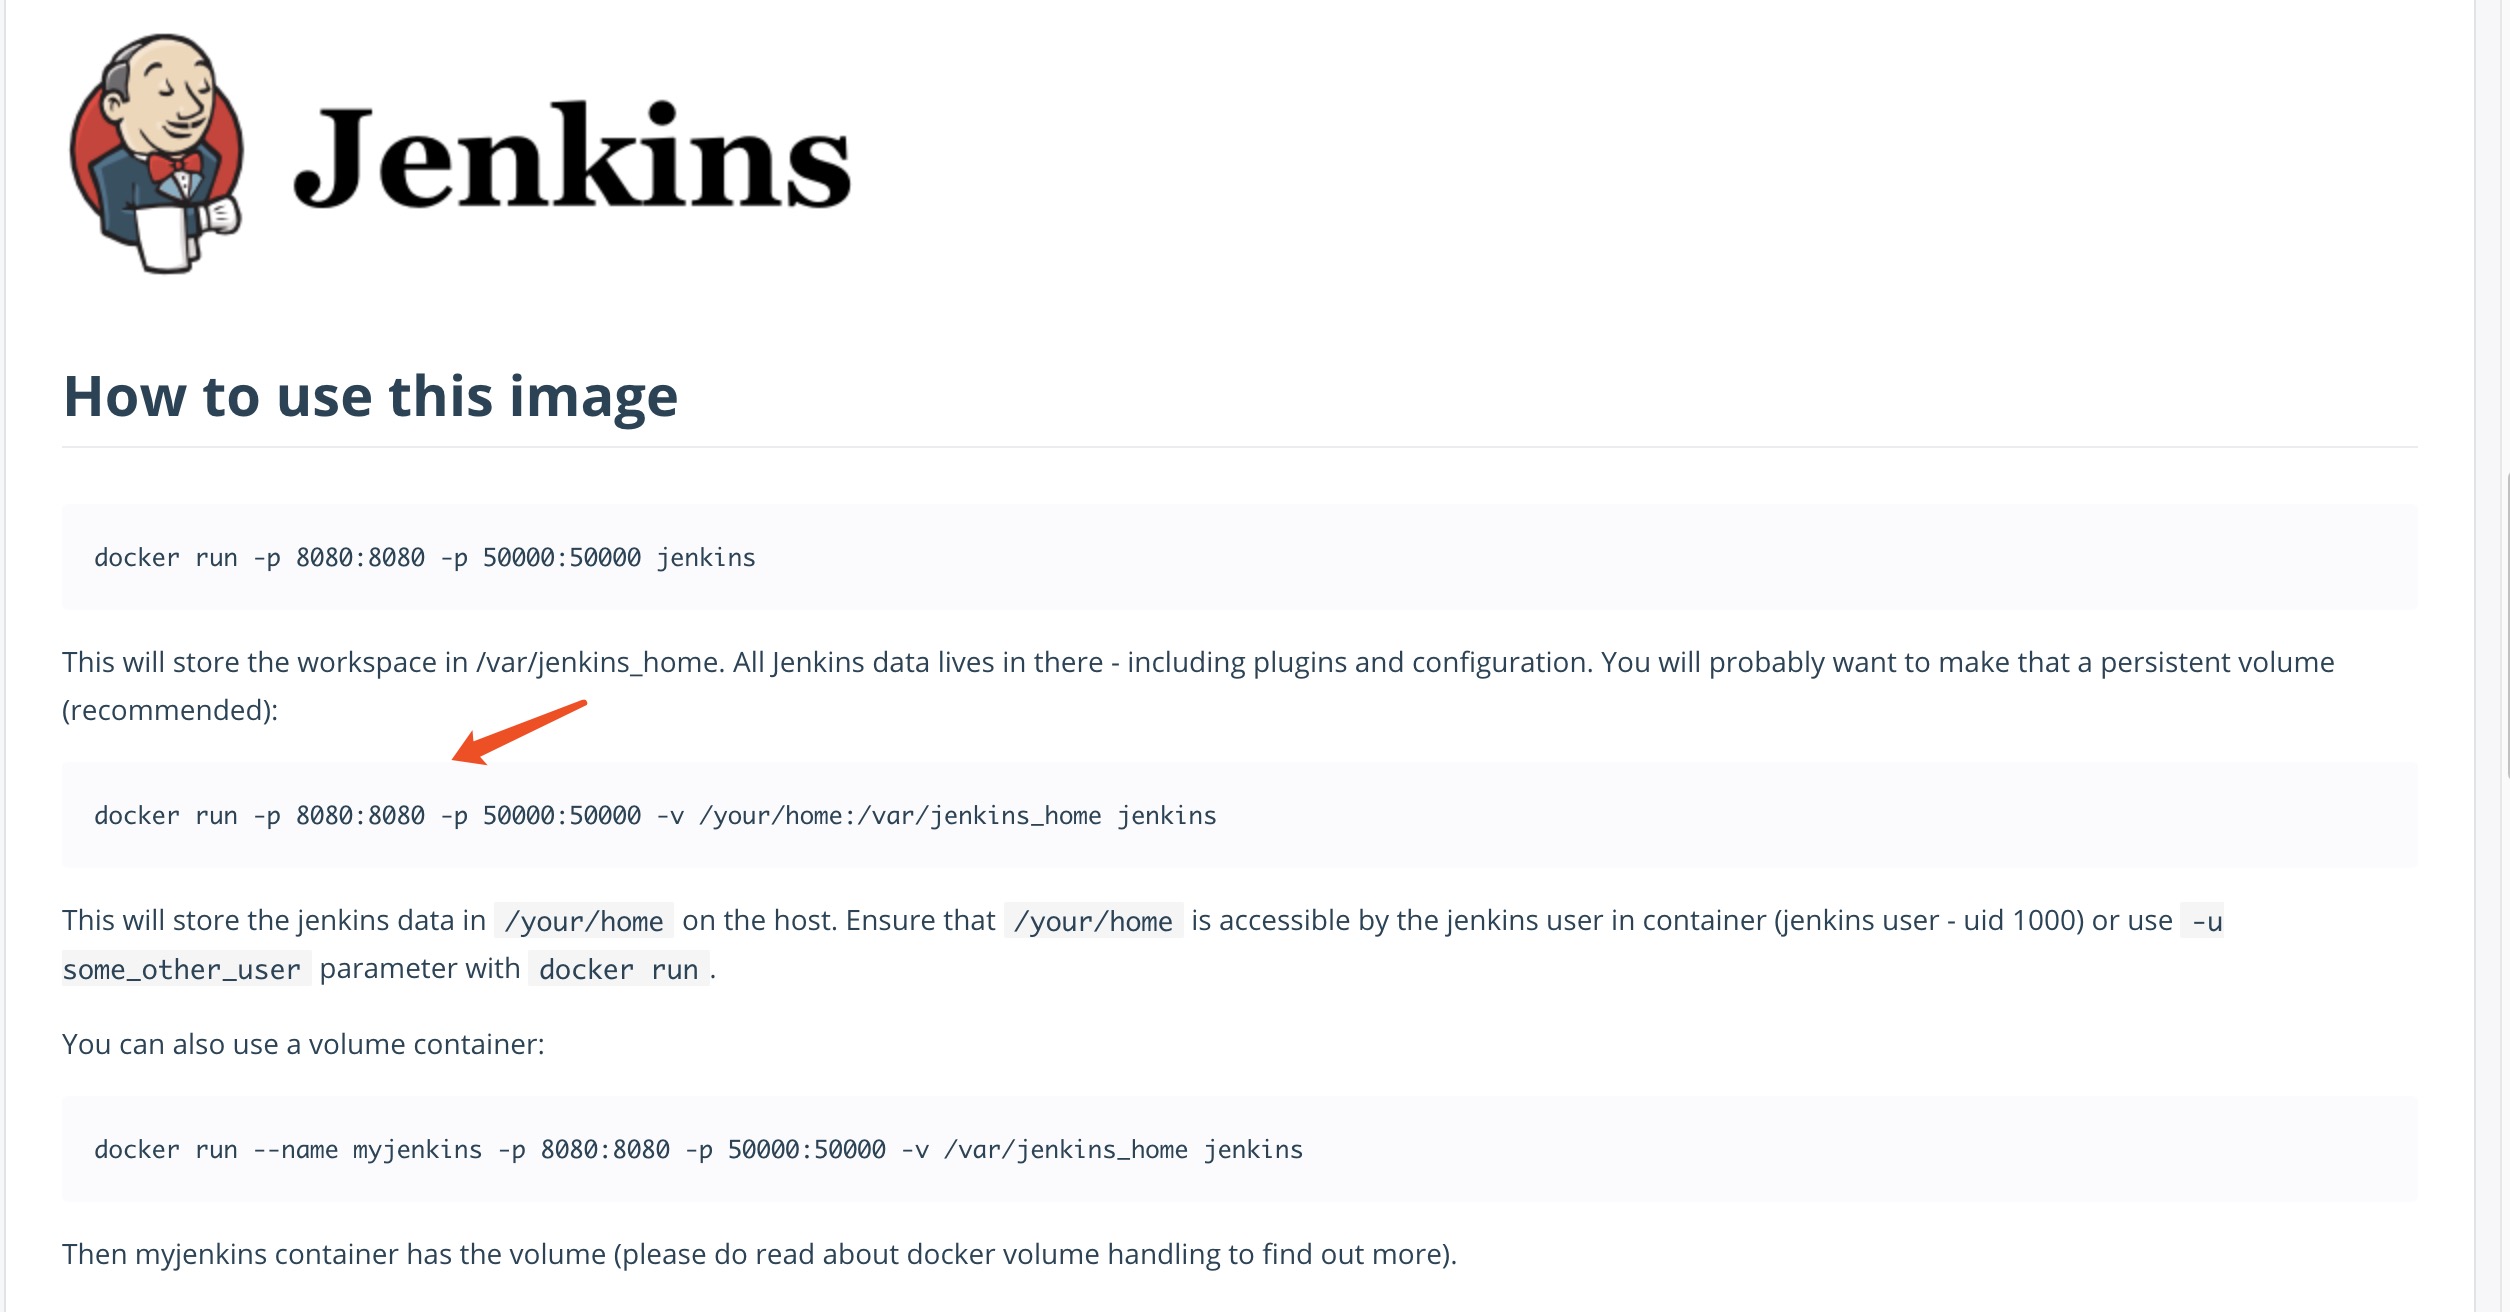 Jenkins
How to use this image
docker run -p 8080:8080 -p 50000:50000 jenkins
This will store the workspace in /var/jenkins_home. All Jenkins data lives in there - including plugins and configuration. You will probably want to make that a persistent volume
(recommended):
docker run -p 8080:8080 -p 50000:50000 -v /your/home:/var/jenkins_home jenkins
This will store the jenkins data in /your/home on the host. Ensure that /your/home is accessible by the jenkins user in container (jenkins user - uid 1000) or use -u
some_other_user parameter with docker run .
You can also use a volume container:
docker run --name myjenkins -p 8080:8080 -p 50000:50000 -v /var/jenkins_home jenkins
Then myjenkins container has the volume (please do read about docker volume handling to find out more).